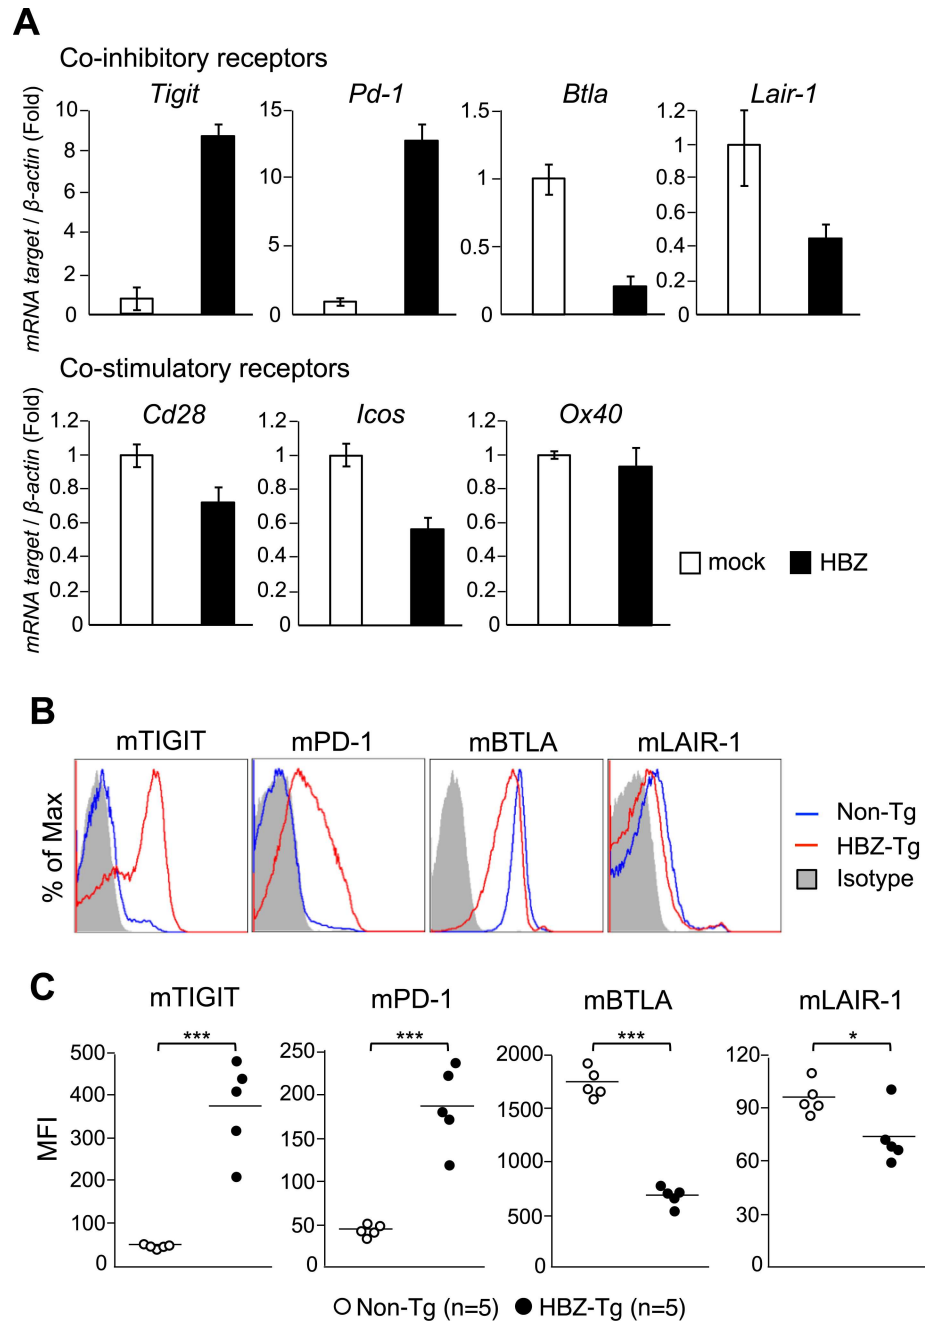 A
Co-inhibitory receptors
Tigit Pd-1 Btla Lair-1
mRNA target / β-actin (Fold)
10 8 6 4 2 0
15 10 5 0
1.5 1 0.5 0
1.2 1 0.8 0.6 0.4 0.2 0
Co-stimulatory receptors
Cd28 Icos Ox40
mRNA target / β-actin (Fold)
1.2 1 0.8 0.6 0.4 0.2 0
1.2 1 0.8 0.6 0.4 0.2 0
1.2 1 0.8 0.6 0.4 0.2 0
mock HBZ
B
mTIGIT mPD-1 mBTLA mLAIR-1
% of Max
Non-Tg
HBZ-Tg
Isotype
C
mTIGIT mPD-1 mBTLA mLAIR-1
*** *** *** *
MFI
500 400 300 200 100 0
250 200 150 100 50 0
2000 1500 1000 500 0
120 90 60 30 0
Non-Tg (n=5) HBZ-Tg (n=5)